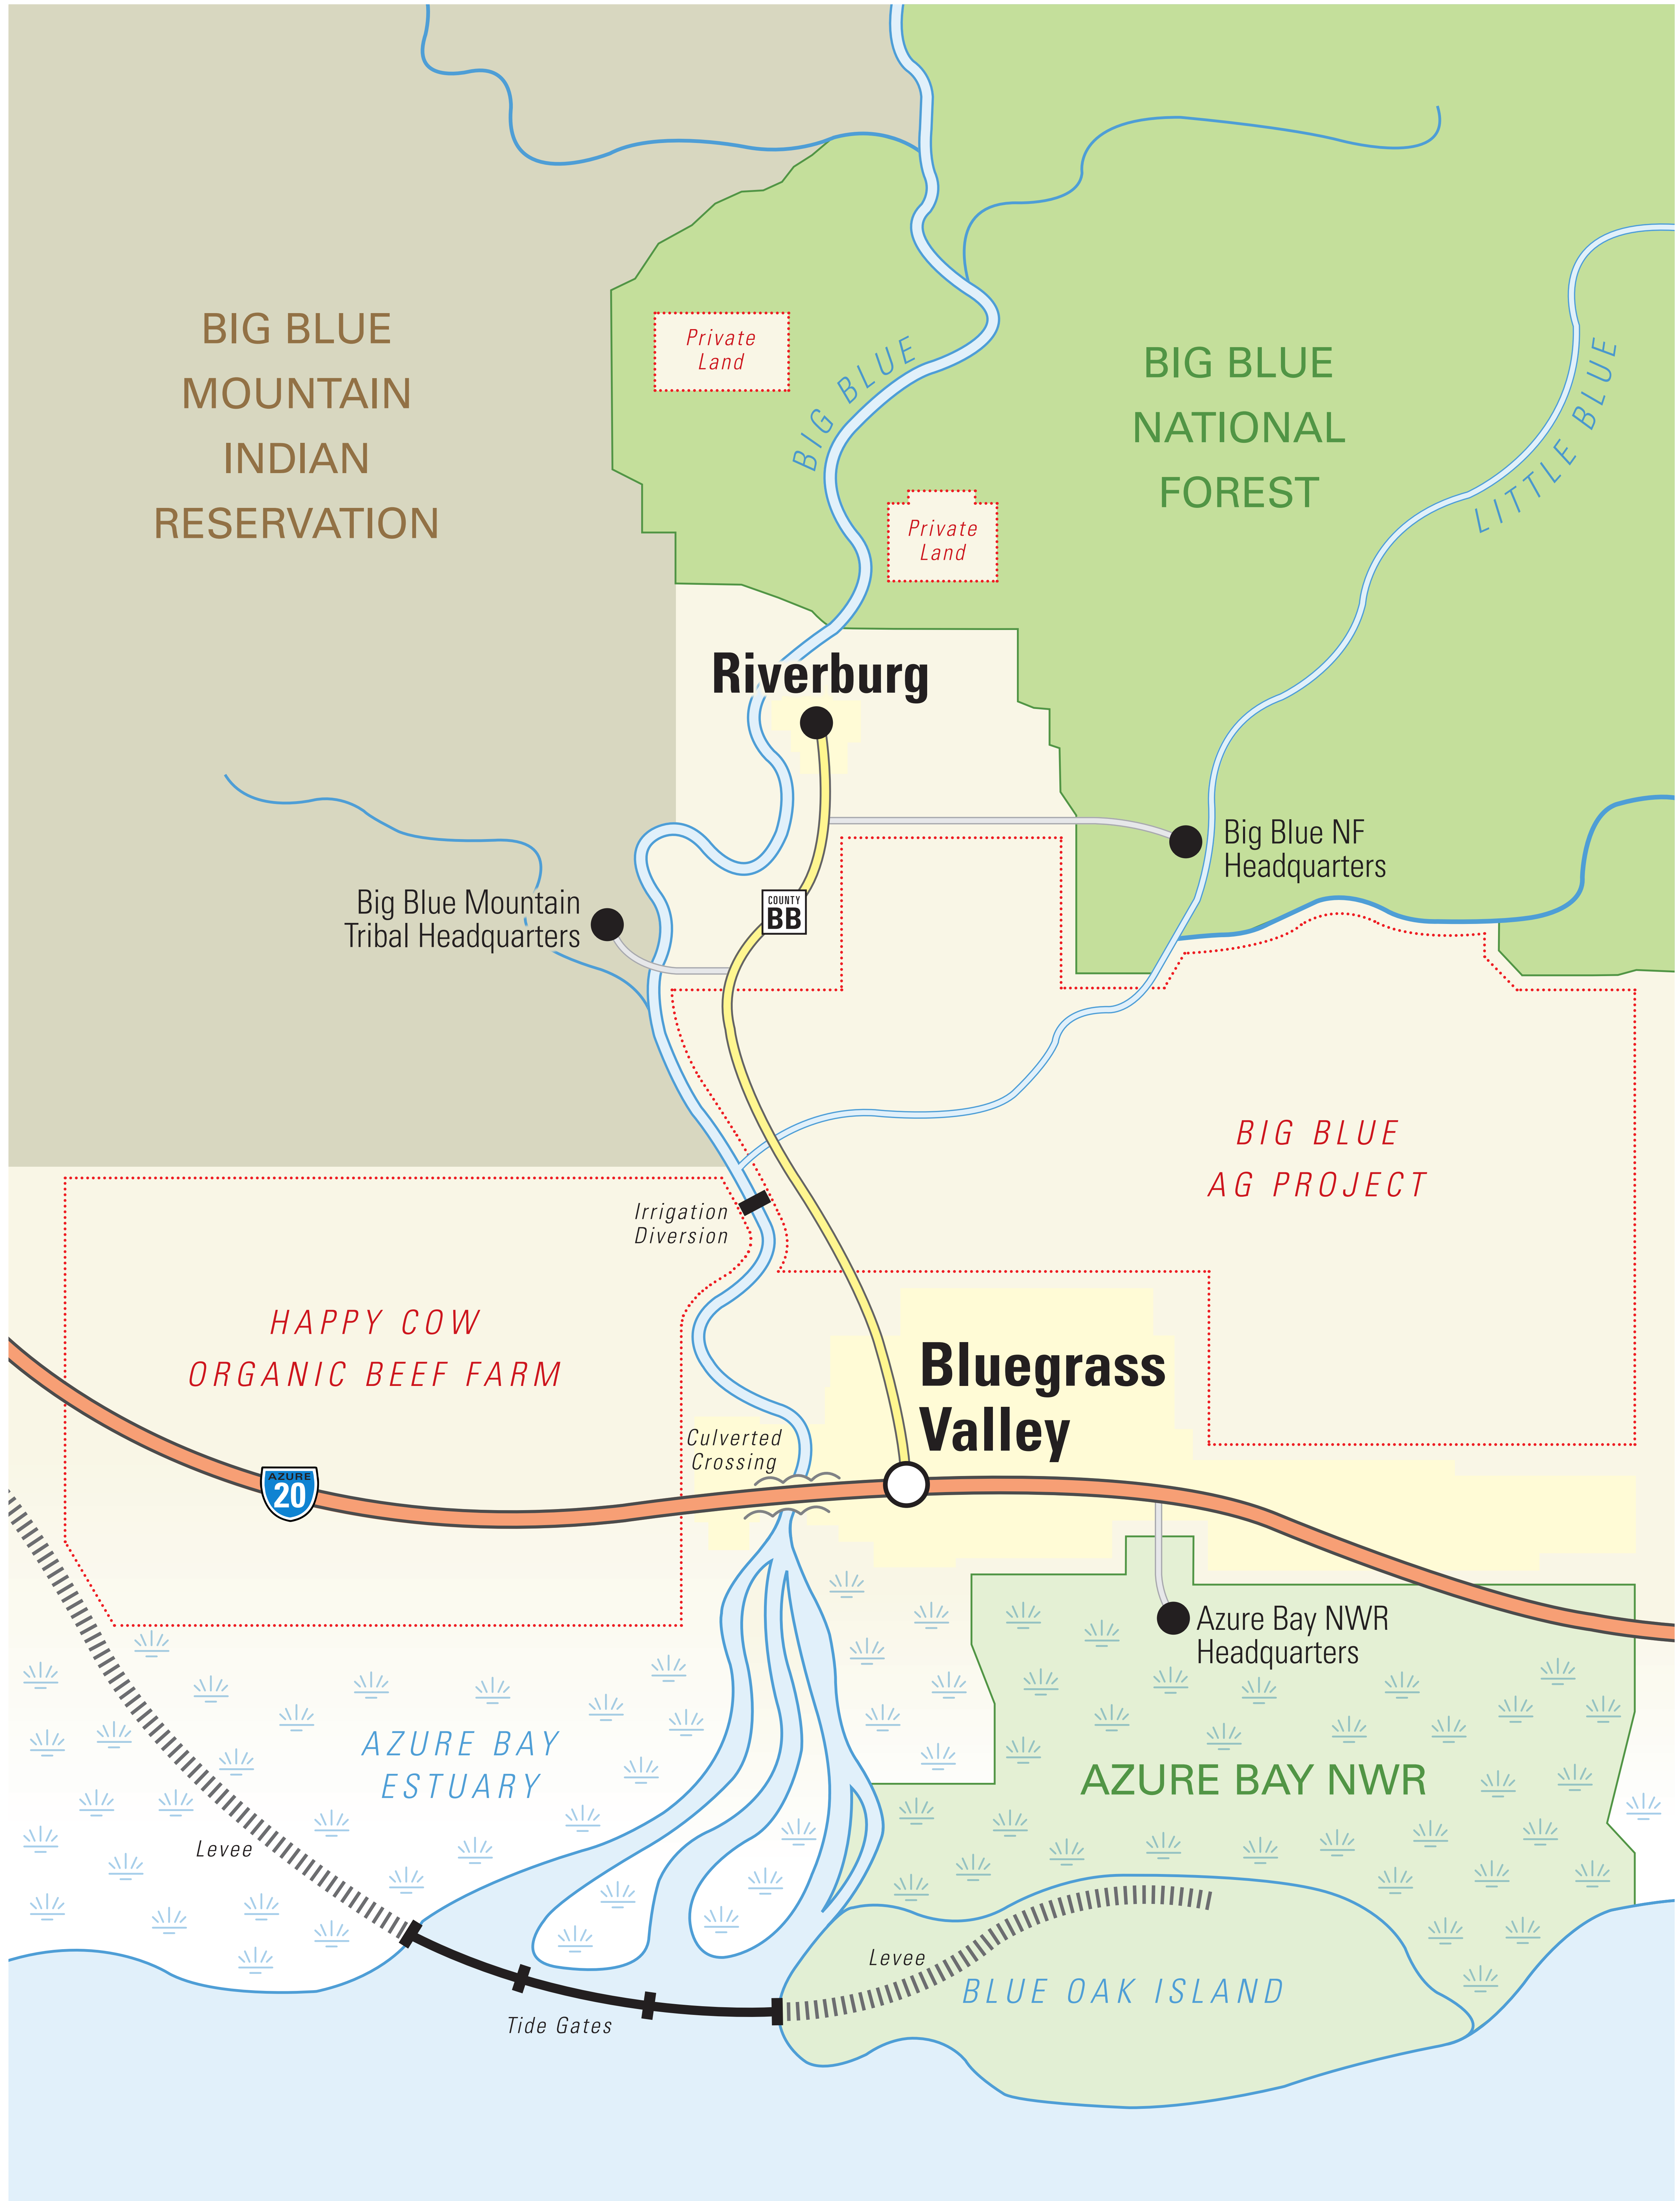 BIG BLUE
MOUNTAIN
INDIAN
RESERVATION
Private
Land
BIG BLUE
BIG BLUE
NATIONAL
FOREST
LITTLE BLUE
Private
Land
Riverburg
Big Blue NF
Headquarters
Big Blue Mountain
Tribal Headquarters
COUNTY
BB
BIG BLUE
AG PROJECT
Irrigation
Diversion
HAPPY COW
ORGANIC BEEF FARM
Bluegrass
Valley
Culverted
Crossing
AZURE
20
Azure Bay NWR
Headquarters
AZURE BAY
ESTUARY
AZURE BAY NWR
Levee
Levee
BLUE OAK ISLAND
Tide Gates